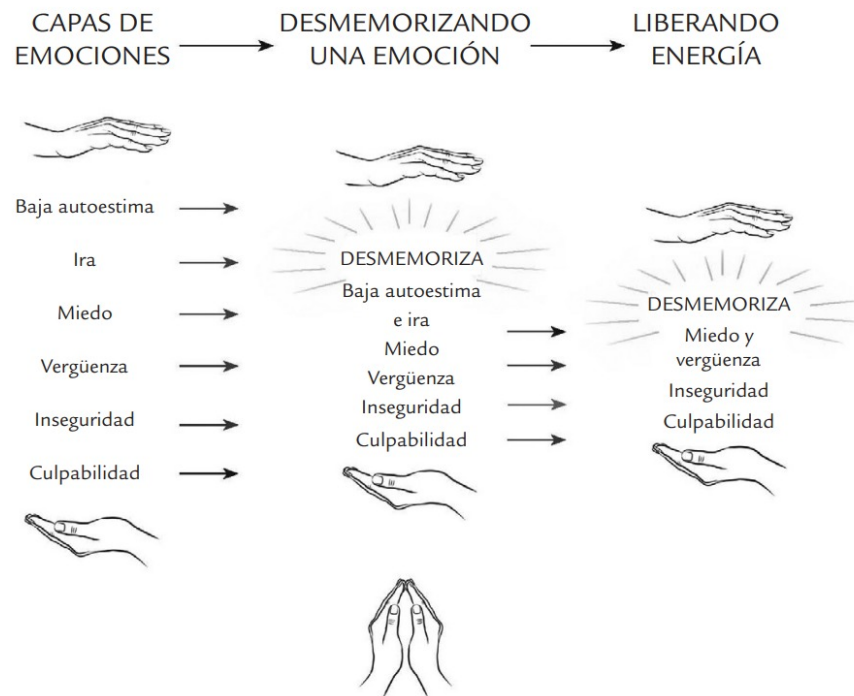 CAPAS DE
EMOCIONES
DESMEMORIZANDO
UNA EMOCIÓN
LIBERANDO
ENERGÍA
Baja autoestima
Ira
Miedo
Vergüenza
Inseguridad
Culpabilidad
DESMEMORIZA
Baja autoestima
e ira
Miedo
Vergüenza
Inseguridad
Culpabilidad
DESMEMORIZA
Miedo y
vergüenza
Inseguridad
Culpabilidad